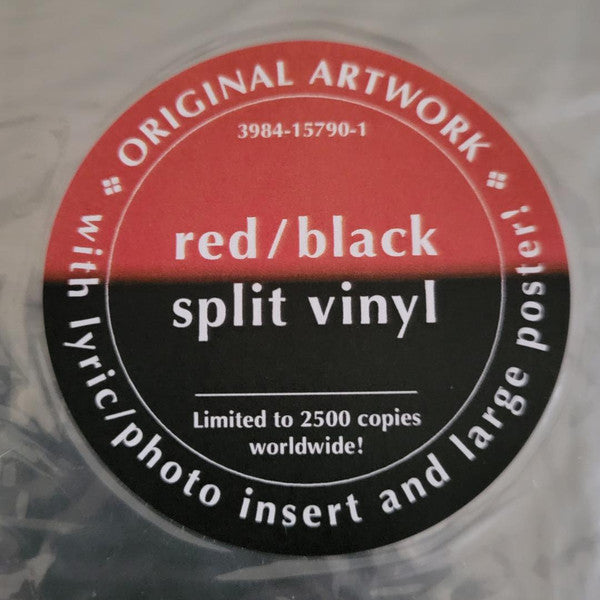 ORIGINAL ARTWORK
3984-15790-1
red/black
split vinyl
Limited to 2500 copies
worldwide!
with lyric/photo insert and large poster!